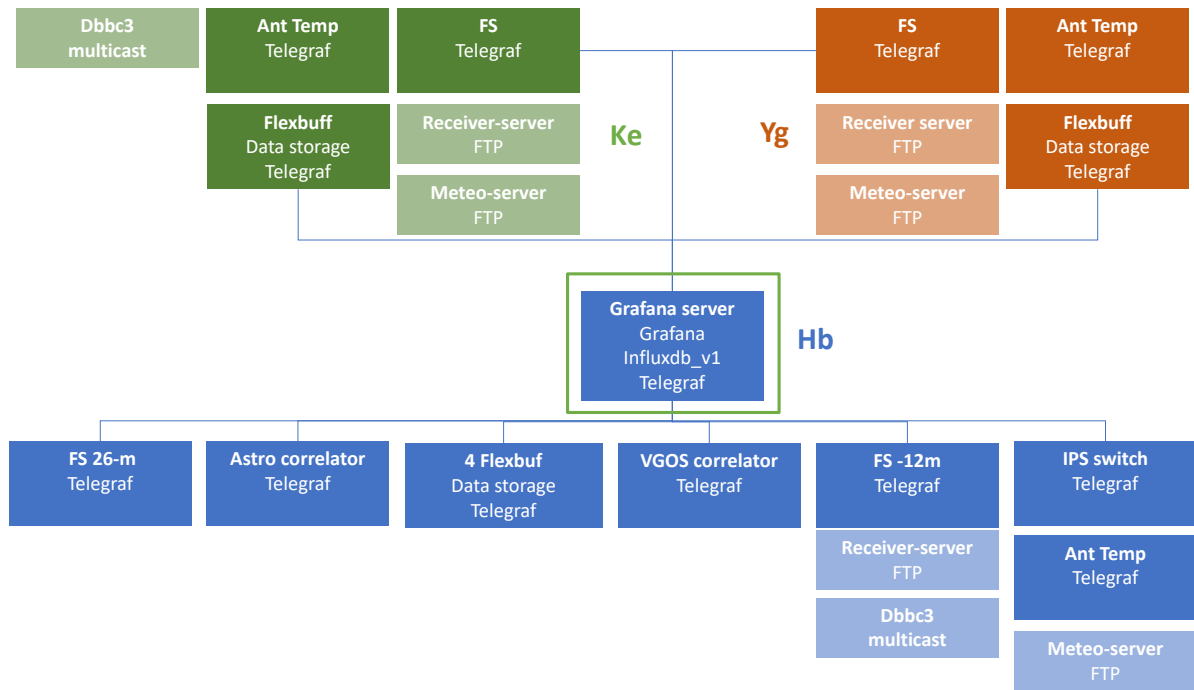 Dbbc3
multicast
Ant Temp
Telegraf
FS
Telegraf
FS
Telegraf
Ant Temp
Telegraf
Flexbuff
Data storage
Telegraf
Receiver-server
FTP
Meteo-server
FTP
Ke
Yg
Receiver server
FTP
Meteo-server
FTP
Flexbuff
Data storage
Telegraf
Grafana server
Grafana
Influxdb_v1
Telegraf
Hb
FS 26-m
Telegraf
Astro correlator
Telegraf
4 Flexbuf
Data storage
Telegraf
VGOS correlator
Telegraf
FS -12m
Telegraf
Receiver-server
FTP
Dbbc3
multicast
IPS switch
Telegraf
Ant Temp
Telegraf
Meteo-server
FTP